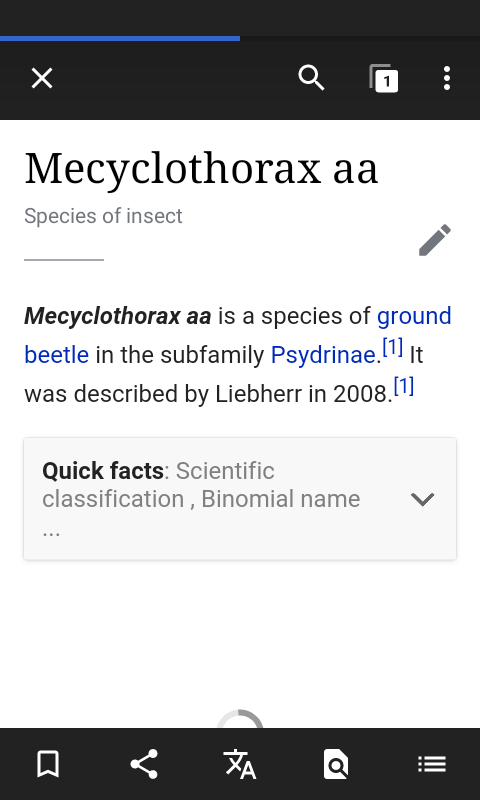 1
Mecyclothorax aa
Species of insect
Mecyclothorax aa is a species of ground
beetle in the subfamily Psydrinae.[1] It
was described by Liebherr in 2008.[1]
Quick facts: Scientific
classification , Binomial name
...